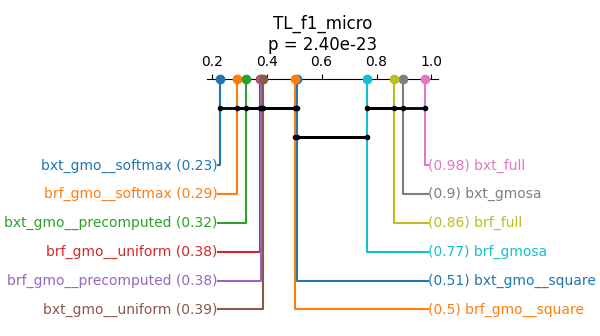 TL_f1_micro
p = 2.40e-23
0.2 0.4 0.6 0.8 1.0
bxt_gmo__softmax (0.23) (0.98) bxt_full
brf_gmo__softmax (0.29) (0.9) bxt_gmosa
bxt_gmo__precomputed (0.32) (0.86) brf_full
brf_gmo__uniform (0.38) (0.77) brf_gmosa
brf_gmo__precomputed (0.38) (0.51) bxt_gmo__square
bxt_gmo__uniform (0.39) (0.5) brf_gmo__square